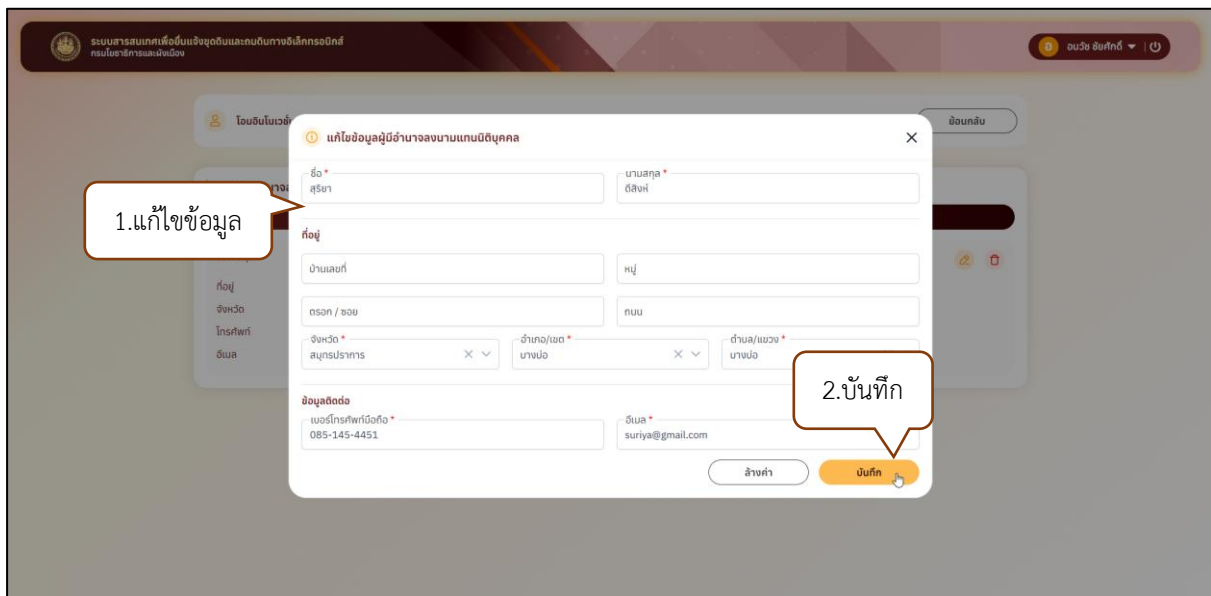 ระบบสารสนเทศเพื่อยื่นแจ้งขุดดินและถมดินทางอิเล็กทรอนิกส์
กรมโยธาธิการและผังเมือง
อ อนวัช ชัยศักดิ์
ย้อนกลับ
แก้ไขข้อมูลผู้มีอำนาจลงนามแทนนิติบุคคล
ชื่อ *
สุริยา
นามสกุล *
ดีสิงห์
1.แก้ไขข้อมูล
ที่อยู่
บ้านเลขที่
หมู่
ตรอก / ซอย
ถนน
จังหวัด *
สมุทรปราการ
อำเภอ/เขต *
บางบ่อ
ตำบล/แขวง *
บางบ่อ
ที่อยู่
จังหวัด
โทรศัพท์
อีเมล
2.บันทึก
ข้อมูลติดต่อ
เบอร์โทรศัพท์มือถือ *
085-145-4451
อีเมล *
suriya@gmail.com
ล้างค่า
บันทึก